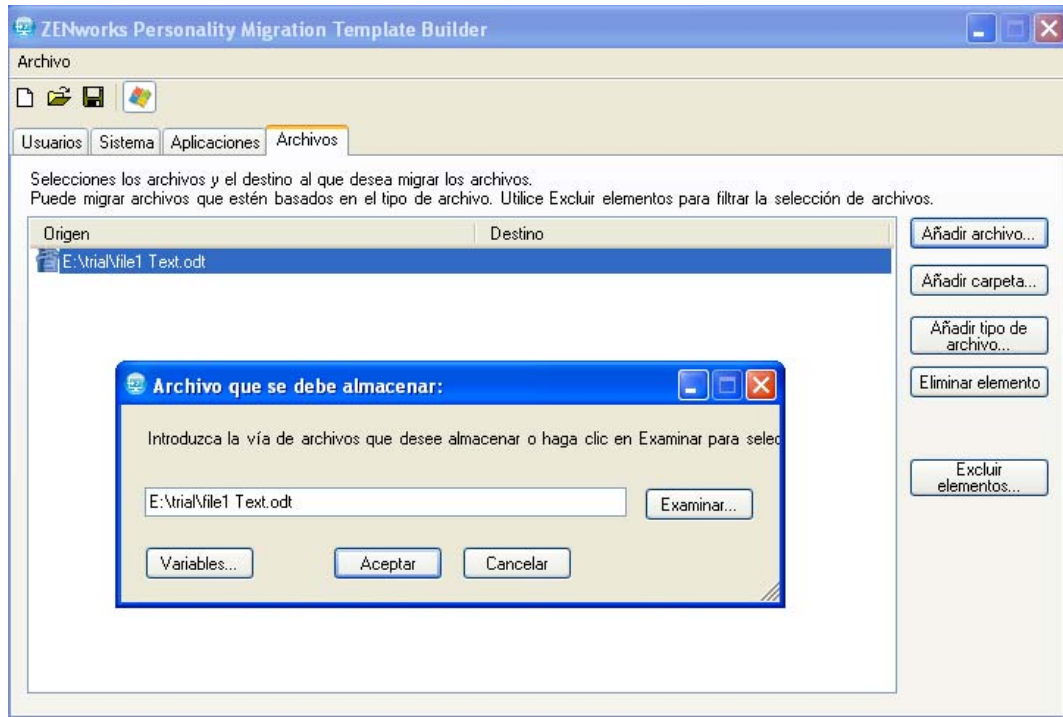 ZENworks Personality Migration Template Builder
Archivo
Usuarios Sistema Aplicaciones Archivos
Selecciones los archivos y el destino al que desea migrar los archivos.
Puede migrar archivos que estén basados en el tipo de archivo. Utilice Excluir elementos para filtrar la selección de archivos.
Origen Destino
E:\trial\file1 Text.odt
Añadir archivo...
Añadir carpeta...
Añadir tipo de
archivo...
Eliminar elemento
Excluir
elementos...
Archivo que se debe almacenar:
Introduzca la vía de archivos que desee almacenar o haga clic en Examinar para selec
E:\trial\file1 Text.odt
Examinar...
Variables... Aceptar Cancelar